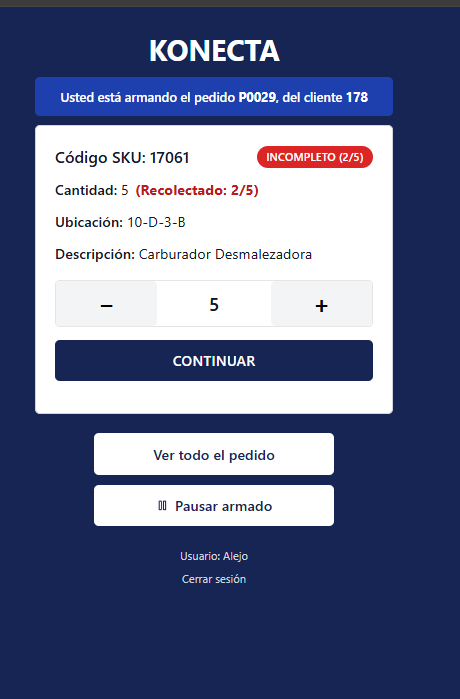 KONECTA
Usted está armando el pedido P0029, del cliente 178
Código SKU: 17061
INCOMPLETO (2/5)
Cantidad: 5 (Recolectado: 2/5)
Ubicación: 10-D-3-B
Descripción: Carburador Desmalezadora
− 5 +
CONTINUAR
Ver todo el pedido
Pausar armado
Usuario: Alejo
Cerrar sesión